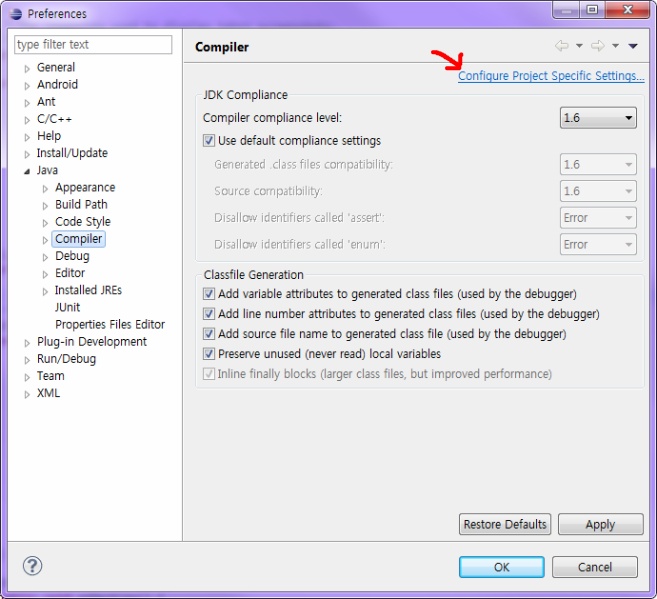 Preferences
type filter text
General
Android
Ant
C/C++
Help
Install/Update
Java
Appearance
Build Path
Code Style
Compiler
Debug
Editor
Installed JREs
JUnit
Properties Files Editor
Plug-in Development
Run/Debug
Team
XML
Compiler
Configure Project Specific Settings...
JDK Compliance
Compiler compliance level: 1.6
Use default compliance settings
Generated .class files compatibility: 1.6
Source compatibility: 1.6
Disallow identifiers called 'assert': Error
Disallow identifiers called 'enum': Error
Classfile Generation
Add variable attributes to generated class files (used by the debugger)
Add line number attributes to generated class files (used by the debugger)
Add source file name to generated class file (used by the debugger)
Preserve unused (never read) local variables
Inline finally blocks (larger class files, but improved performance)
Restore Defaults Apply
? OK Cancel